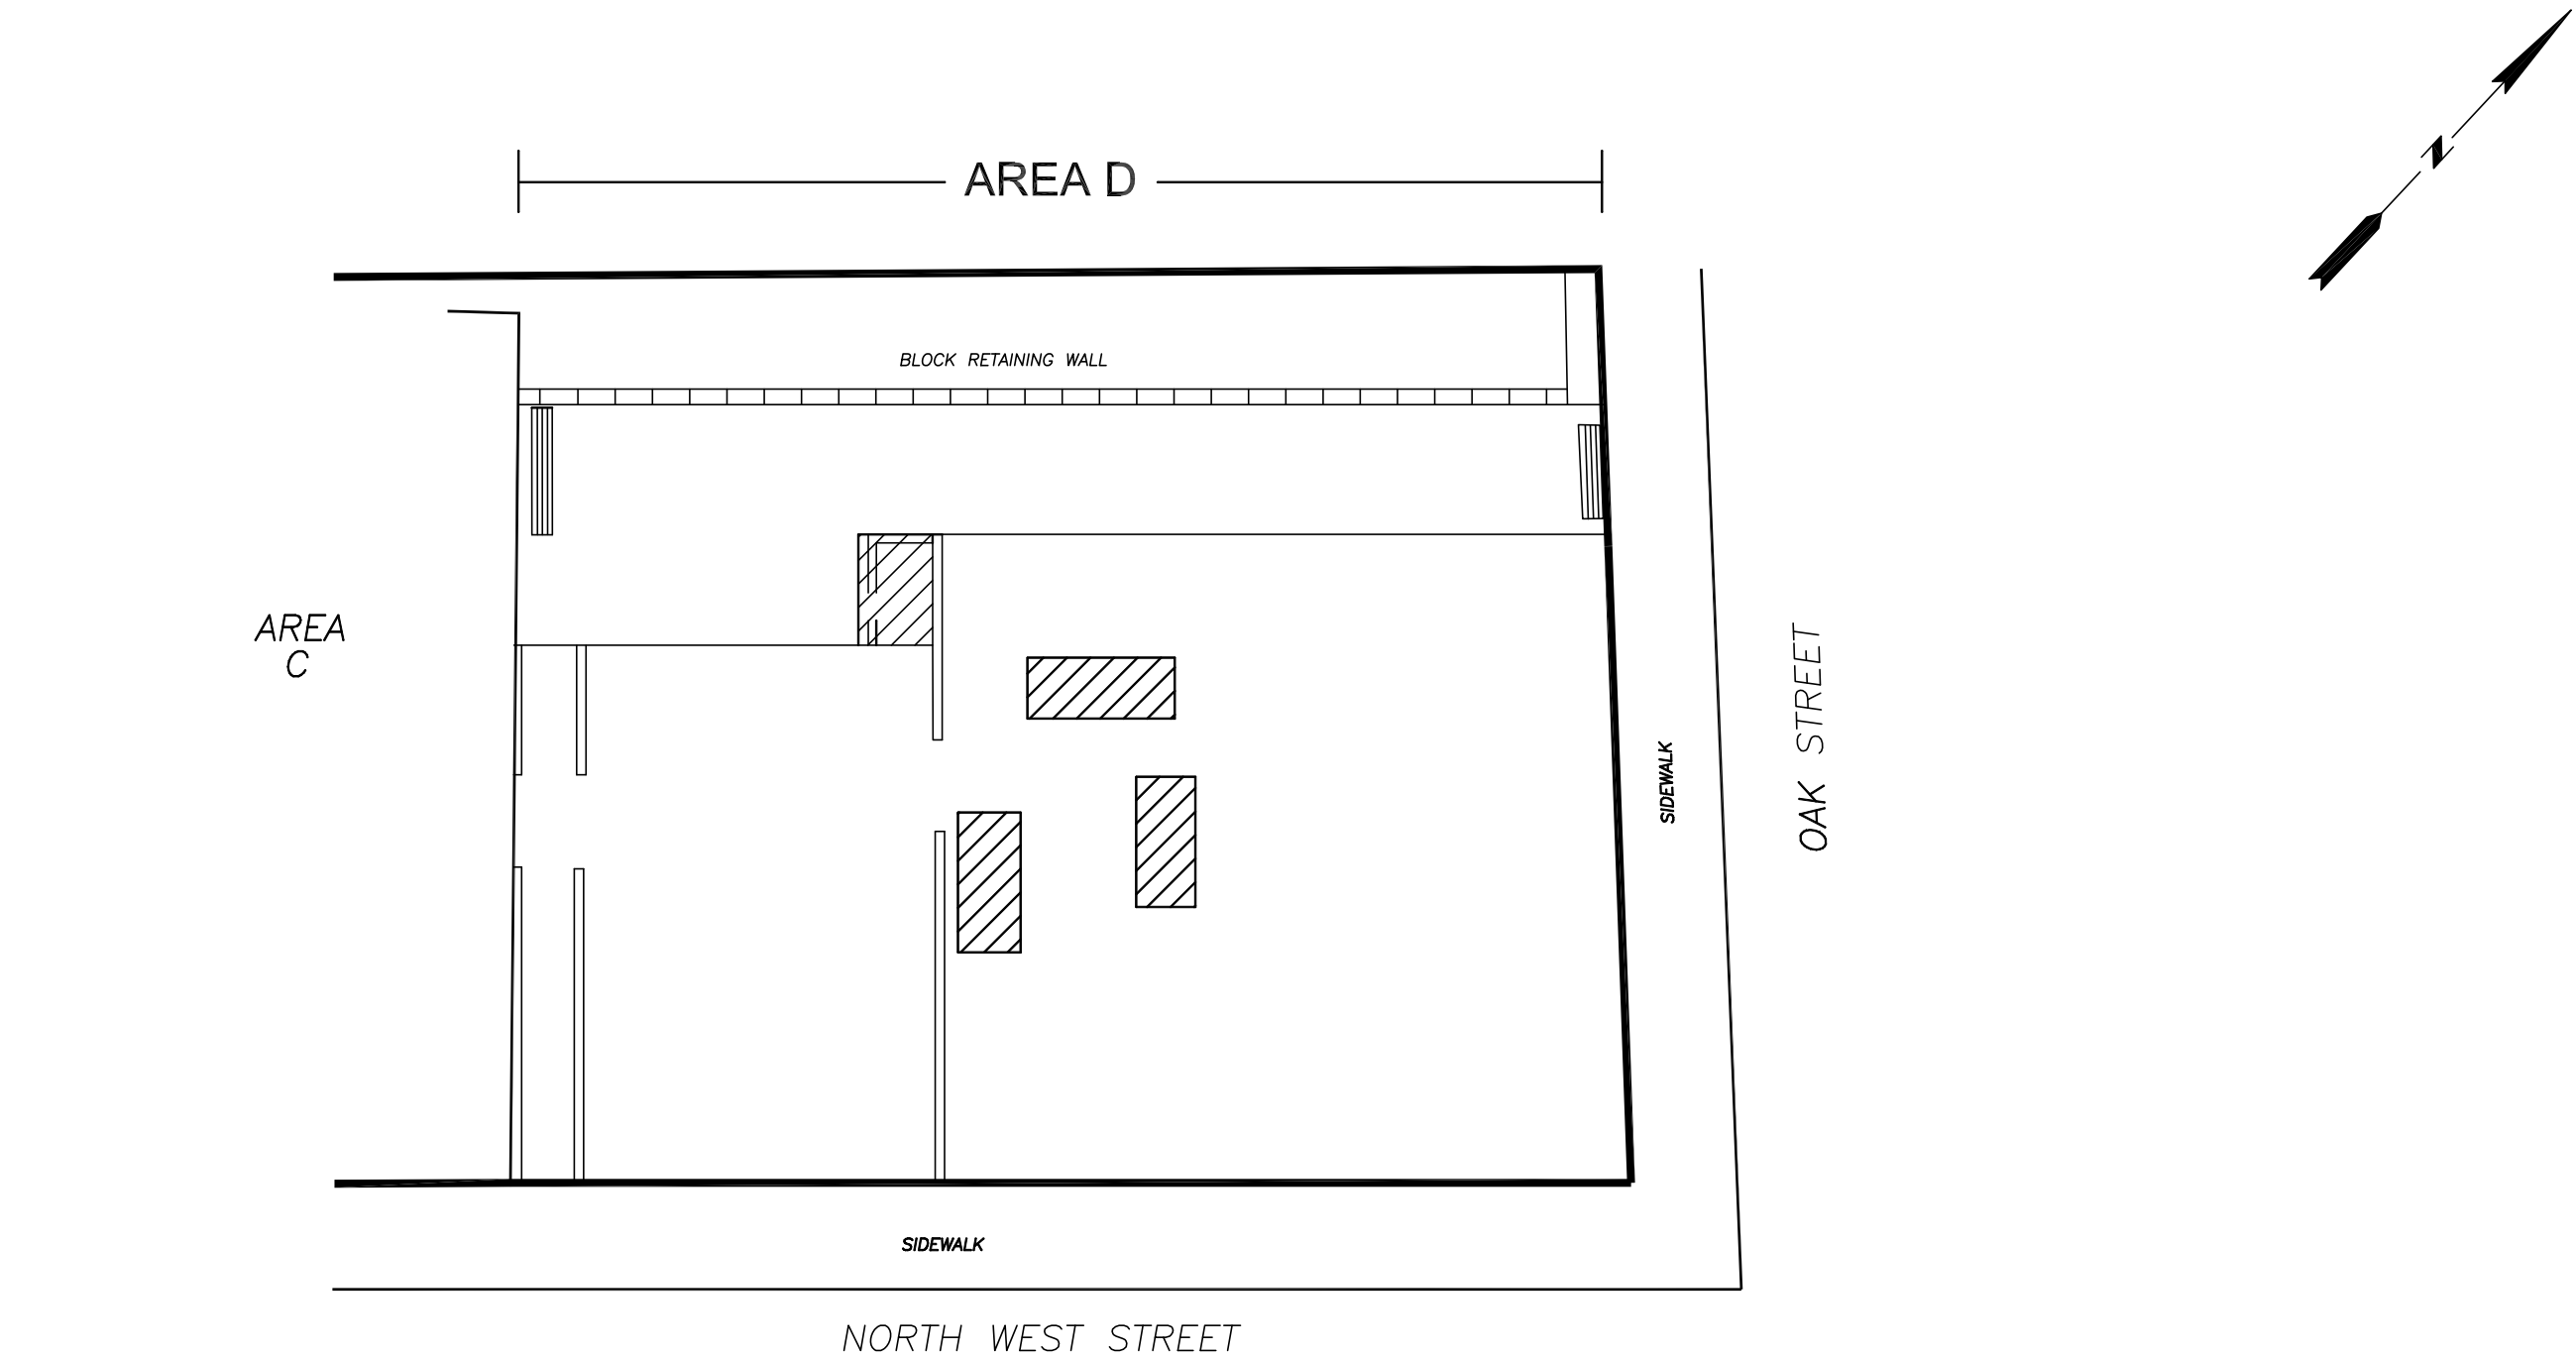 N
AREA D
BLOCK RETAINING WALL
AREA
C
OAK STREET
SIDEWALK
SIDEWALK
NORTH WEST STREET